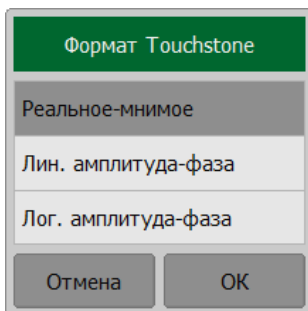 Формат Touchstone
Реальное-мнимое
Лин. амплитуда-фаза
Лог. амплитуда-фаза
Отмена
ОК